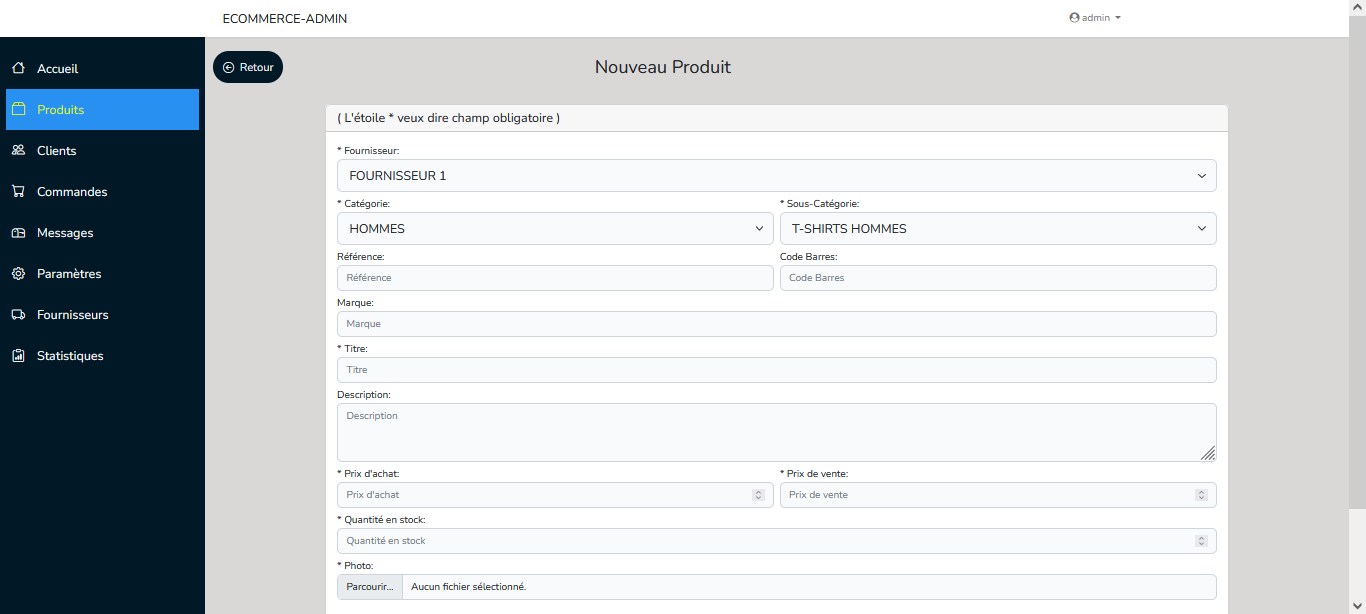 ECOMMERCE-ADMIN
admin
Accueil
Produits
Clients
Commandes
Messages
Paramètres
Fournisseurs
Statistiques
Retour
Nouveau Produit
( L'étoile * veux dire champ obligatoire )
* Fournisseur:
FOURNISSEUR 1
* Catégorie:
* Sous-Catégorie:
HOMMES
T-SHIRTS HOMMES
Référence:
Code Barres:
Référence
Code Barres
Marque:
Marque
* Titre:
Titre
Description:
Description
* Prix d'achat:
* Prix de vente:
Prix d'achat
Prix de vente
* Quantité en stock:
Quantité en stock
* Photo:
Parcourir... Aucun fichier sélectionné.